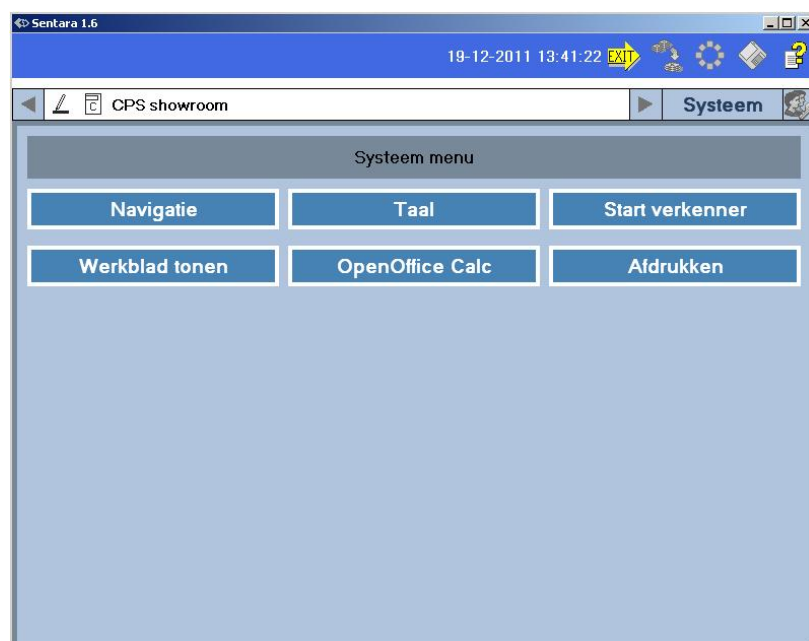 Sentara 1.6
19-12-2011 13:41:22 EXIT
C CPS showroom Systeem
Systeem menu
Navigatie Taal Start verkenner
Werkblad tonen OpenOffice Calc Afdrukken